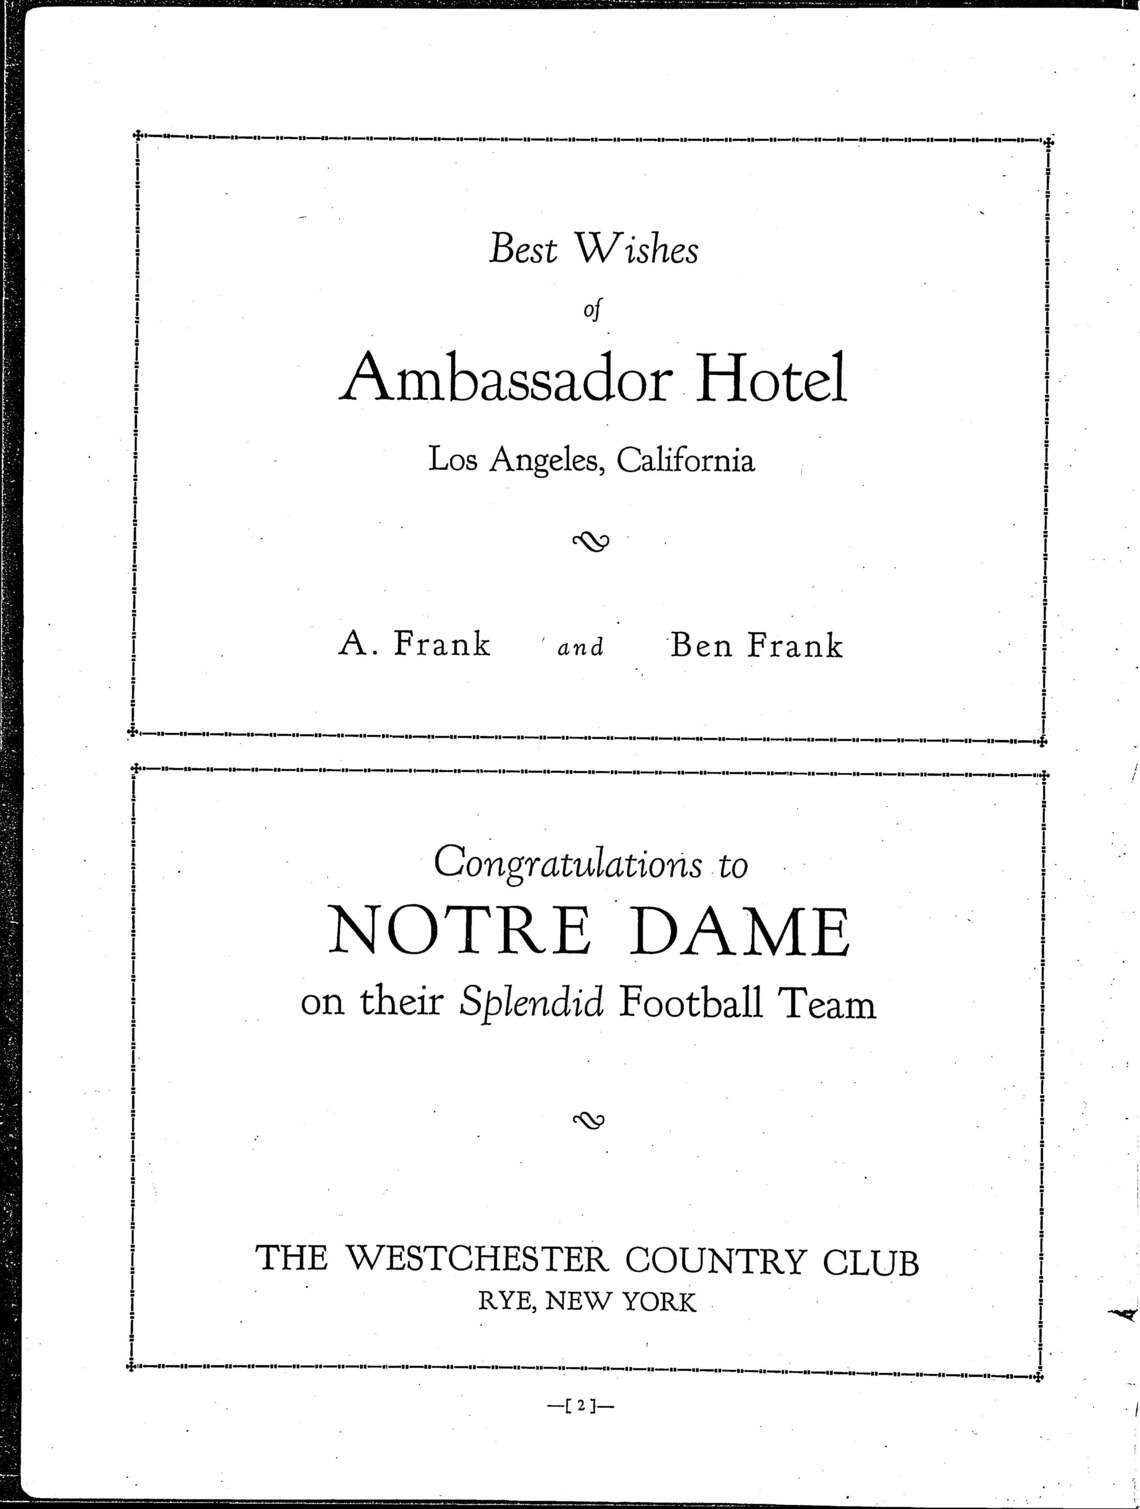 Best Wishes
of
Ambassador Hotel
Los Angeles, California
A. Frank and Ben Frank
Congratulations to
NOTRE DAME
on their Splendid Football Team
THE WESTCHESTER COUNTRY CLUB
RYE, NEW YORK
—[ 2 ]—